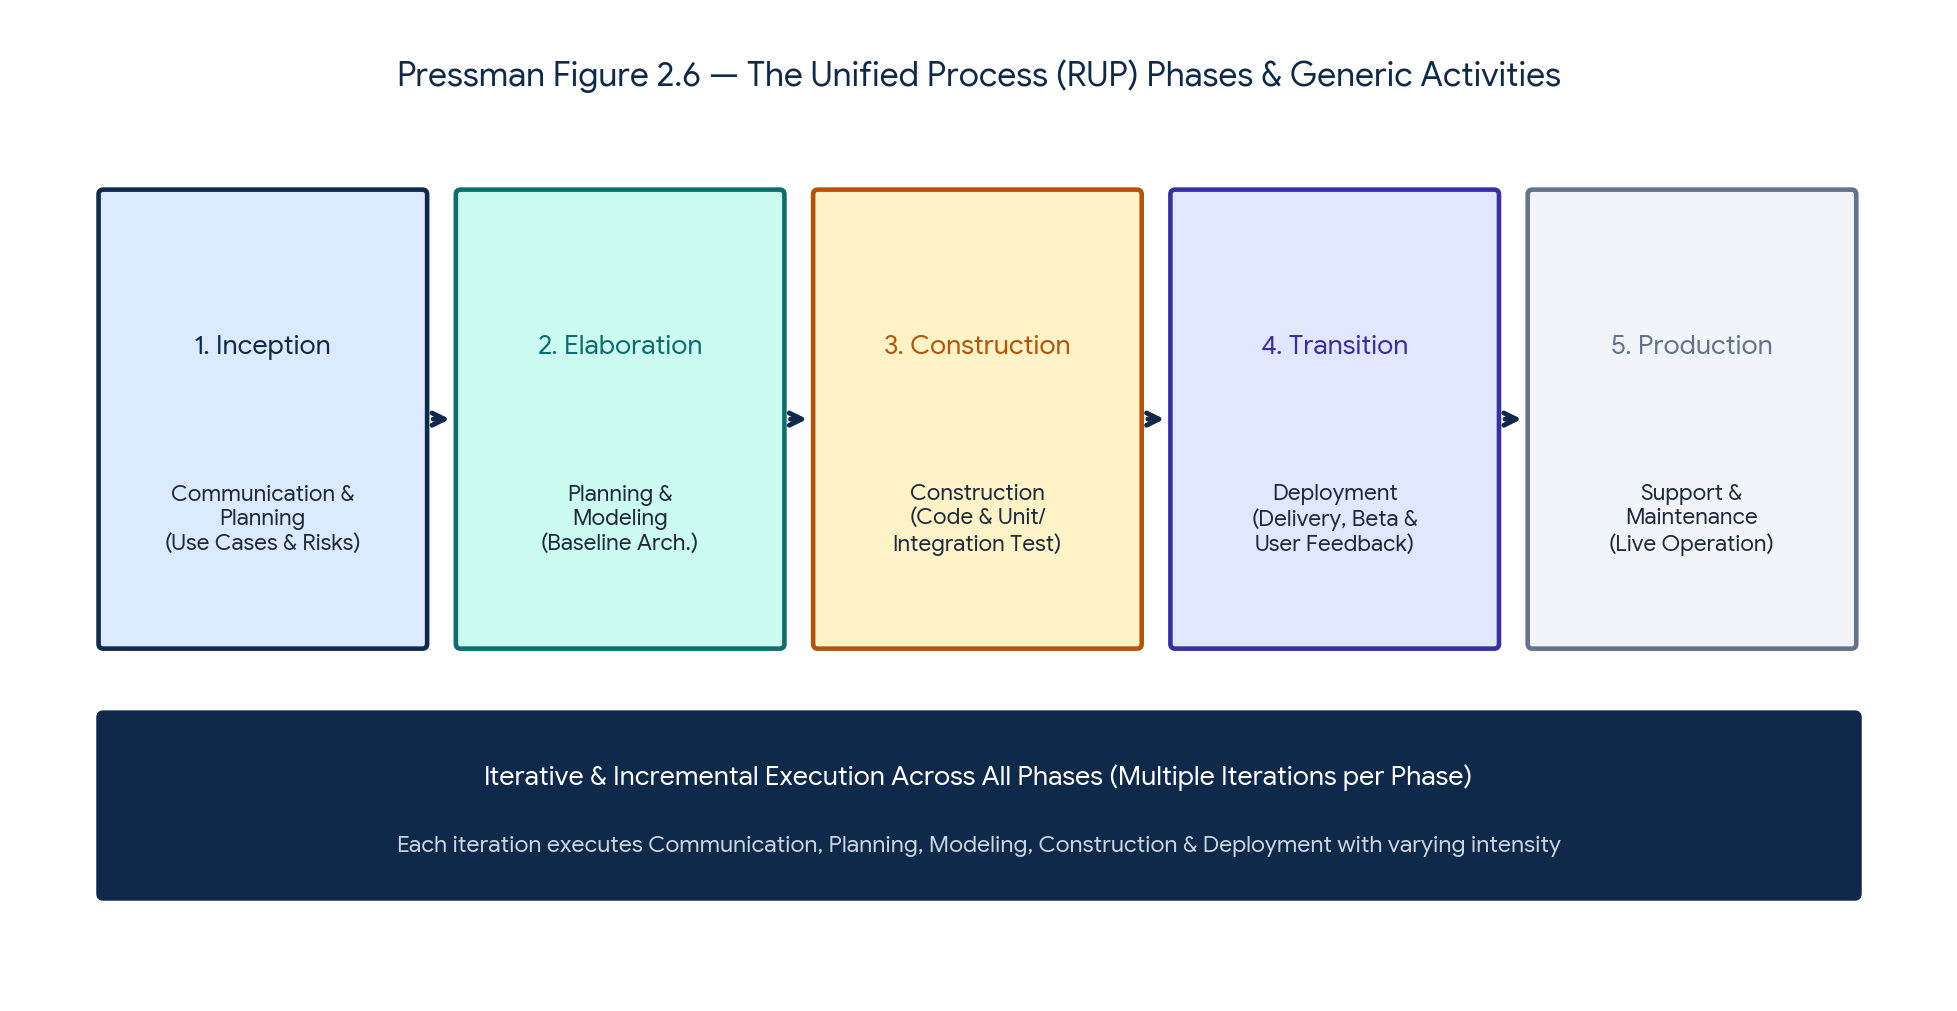 Pressman Figure 2.6 — The Unified Process (RUP) Phases & Generic Activities
1. Inception
Communication &
Planning
(Use Cases & Risks)
2. Elaboration
Planning &
Modeling
(Baseline Arch.)
3. Construction
Construction
(Code & Unit/
Integration Test)
4. Transition
Deployment
(Delivery, Beta &
User Feedback)
5. Production
Support &
Maintenance
(Live Operation)
Iterative & Incremental Execution Across All Phases (Multiple Iterations per Phase)
Each iteration executes Communication, Planning, Modeling, Construction & Deployment with varying intensity